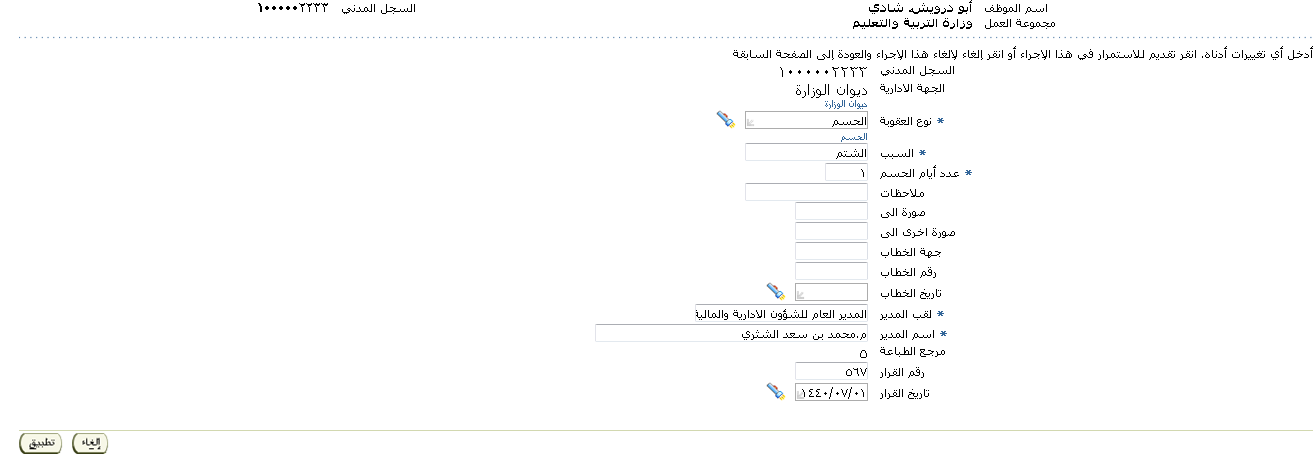 اسم الموظف أبو درويش، شادي السجل المدني ١٠٠٠٠٠٢٢٣٣
مجموعة العمل وزارة التربية والتعليم
أدخل أي تغييرات أدناه، انقر تقديم للاستمرار في هذا الإجراء أو انقر إلغاء لإلغاء هذا الإجراء والعودة إلى الصفحة السابقة
السجل المدني ١٠٠٠٠٠٢٢٣٣
الجهة الادارية ديوان الوزارة
ديوان الوزارة
* نوع العقوبة الحسم
الحسم
* السبب الشتم
* عدد أيام الحسم ١
ملاحظات
صورة الى
صورة اخرى الى
جهة الخطاب
رقم الخطاب
تاريخ الخطاب
* لقب المدير المدير العام للشؤون الادارية والمالية
* اسم المدير م.محمد بن سعد الشثري
مرجع الطباعة ٥
رقم القرار ٥٦٧
تاريخ القرار ١٤٤٠/٠٧/٠١
إلغاء تطبيق